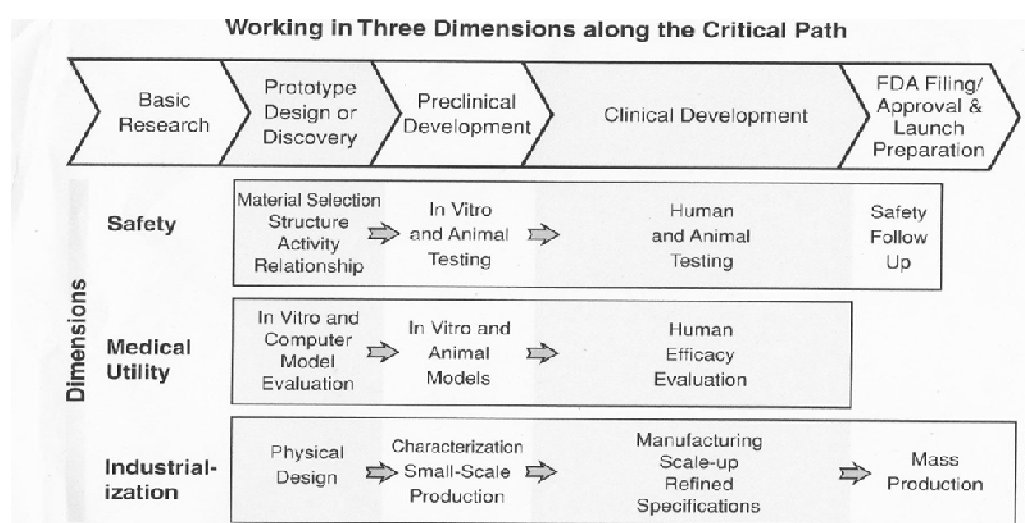 Working in Three Dimensions along the Critical Path
Basic
Research
Prototype
Design or
Discovery
Preclinical
Development
Clinical Development
FDA Filing/
Approval &
Launch
Preparation
Dimensions
Safety
Material Selection
Structure
Activity
Relationship
In Vitro
and Animal
Testing
Human
and Animal
Testing
Safety
Follow
Up
Medical
Utility
In Vitro and
Computer
Model
Evaluation
In Vitro and
Animal
Models
Human
Efficacy
Evaluation
Industrial-
ization
Physical
Design
Characterization
Small-Scale
Production
Manufacturing
Scale-up
Refined
Specifications
Mass
Production